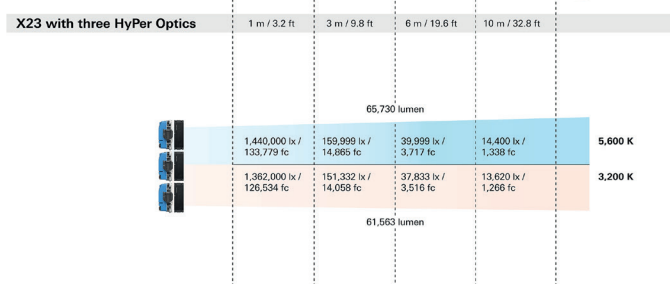 X23 with three HyPer Optics
1 m / 3.2 ft
3 m / 9.8 ft
6 m / 19.6 ft
10 m / 32.8 ft
65,730 lumen
1,440,000 lx /
133,779 fc
159,999 lx /
14,865 fc
39,999 lx /
3,717 fc
14,400 lx /
1,338 fc
5,600 K
1,362,000 lx /
126,534 fc
151,332 lx /
14,058 fc
37,833 lx /
3,516 fc
13,620 lx /
1,266 fc
3,200 K
61,563 lumen